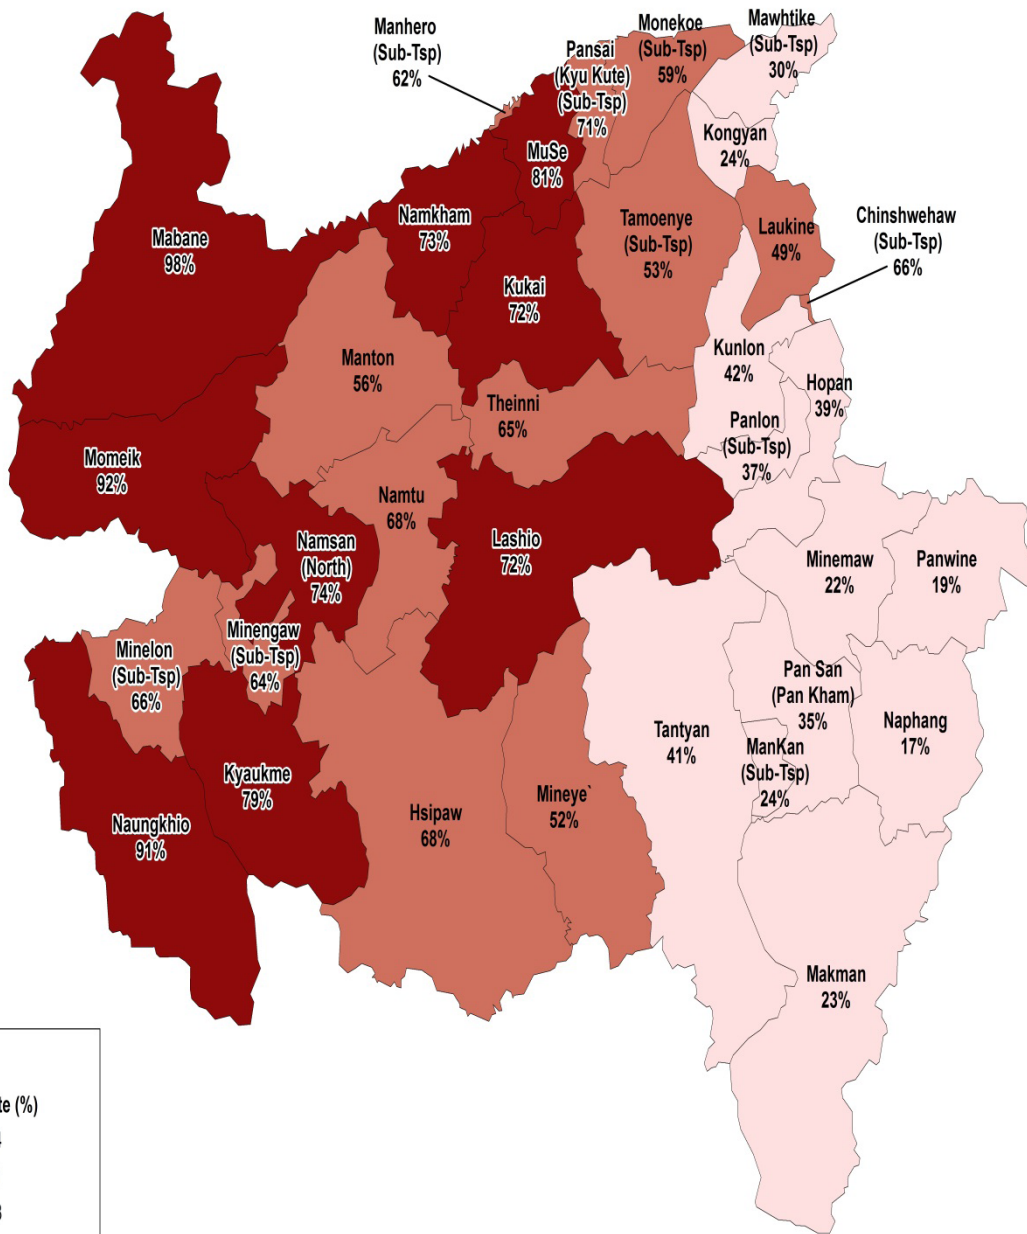 Manhero
(Sub-Tsp)
62%
Pansai
(Kyu Kute)
(Sub-Tsp)
71%
Monekoe
(Sub-Tsp)
59%
Mawhtike
(Sub-Tsp)
30%
Kongyan
24%
MuSe
81%
Namkham
73%
Mabane
98%
Tamoenye
(Sub-Tsp)
53%
Laukine
49%
Chinshwehaw
(Sub-Tsp)
66%
Kukai
72%
Manton
56%
Kunlon
42%
Hopan
39%
Theinni
65%
Panlon
(Sub-Tsp)
37%
Momeik
92%
Namtu
68%
Namsan
(North)
74%
Lashio
72%
Minemaw
22%
Panwine
19%
Minelon
(Sub-Tsp)
66%
Minengaw
(Sub-Tsp)
64%
Pan San
(Pan Kham)
35%
Naphang
17%
Tantyan
41%
ManKan
(Sub-Tsp)
24%
Kyaukme
79%
Hsipaw
68%
Mineye`
52%
Naungkhio
91%
Makman
23%
(%)